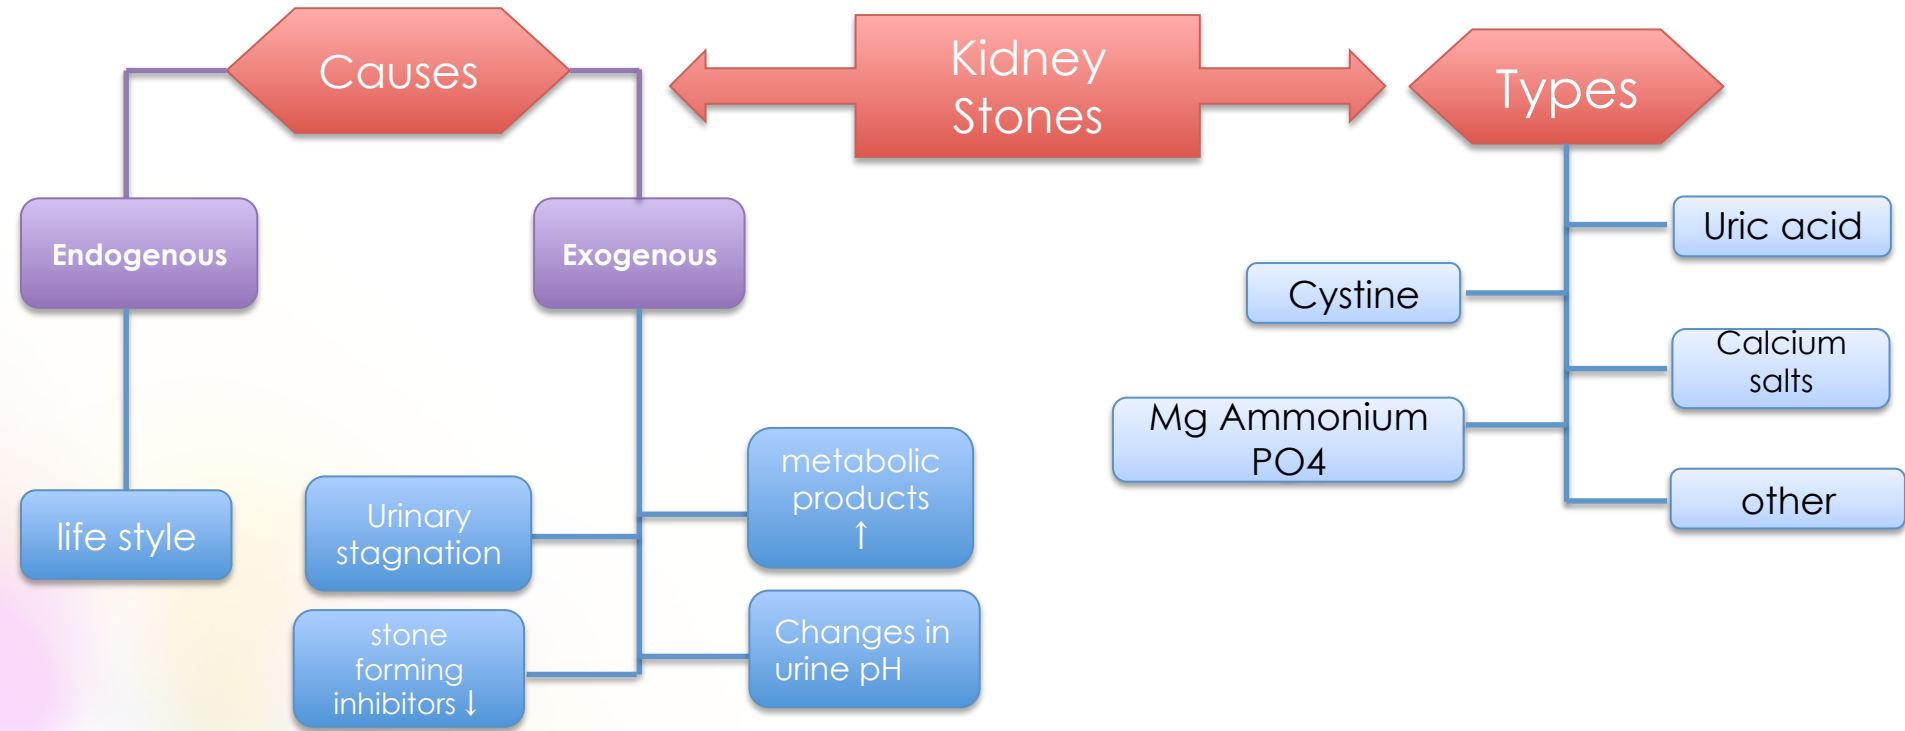 Causes
Kidney
Stones
Types
Endogenous
Exogenous
life style
Urinary
stagnation
metabolic
products
↑
stone
forming
inhibitors ↓
Changes in
urine pH
Uric acid
Cystine
Calcium
salts
Mg Ammonium
PO4
other